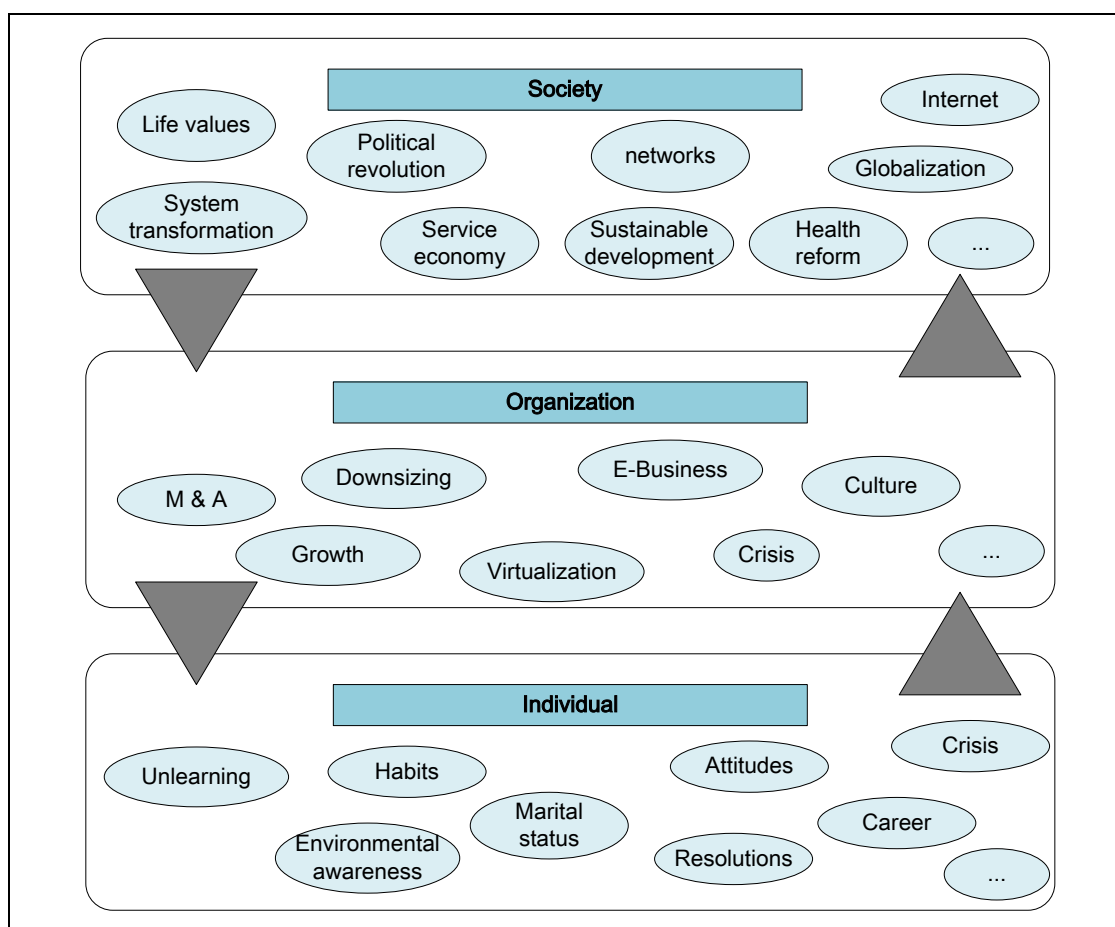 Society
Internet
Life values
Political
revolution
networks
Globalization
System
transformation
Service
economy
Sustainable
development
Health
reform
...
Organization
Downsizing
E-Business
Culture
M & A
Growth
Virtualization
Crisis
...
Individual
Crisis
Unlearning
Habits
Attitudes
Marital
status
Career
Environmental
awareness
Resolutions
...